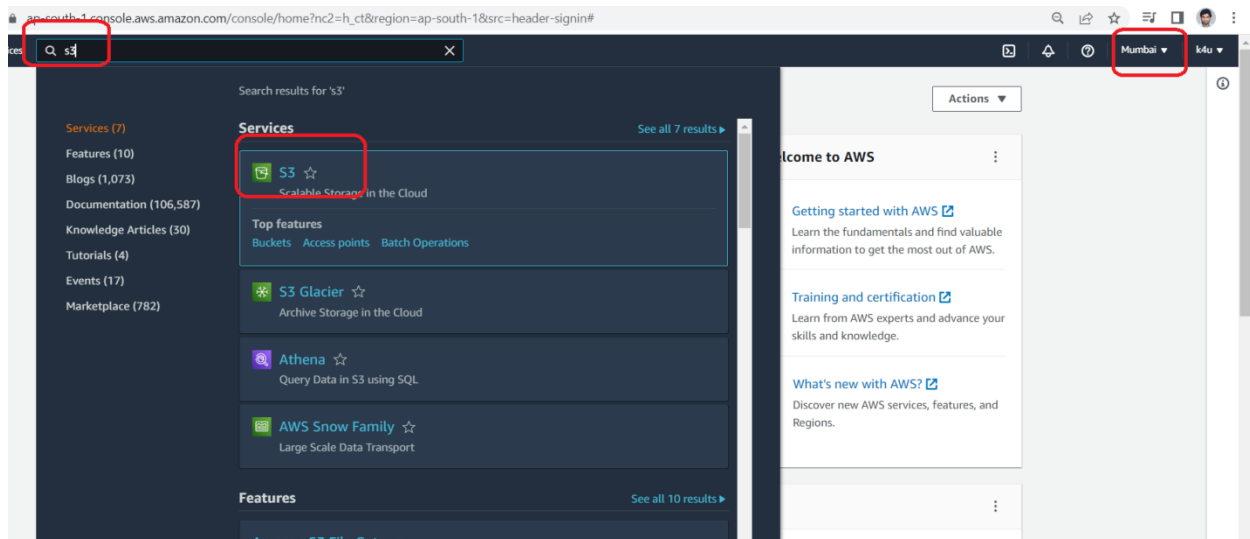 ap-south-1.console.aws.amazon.com/console/home?nc2=h_ct&region=ap-south-1&src=header-signin#
ices
s3
Mumbai
k4u
Search results for 's3'
Actions
Services (7)
Features (10)
Blogs (1,073)
Documentation (106,587)
Knowledge Articles (30)
Tutorials (4)
Events (17)
Marketplace (782)
Services
See all 7 results
S3
Scalable Storage in the Cloud
Top features
Buckets Access points Batch Operations
S3 Glacier
Archive Storage in the Cloud
Athena
Query Data in S3 using SQL
AWS Snow Family
Large Scale Data Transport
Features
See all 10 results
lcome to AWS
Getting started with AWS
Learn the fundamentals and find valuable
information to get the most out of AWS.
Training and certification
Learn from AWS experts and advance your
skills and knowledge.
What's new with AWS?
Discover new AWS services, features, and
Regions.